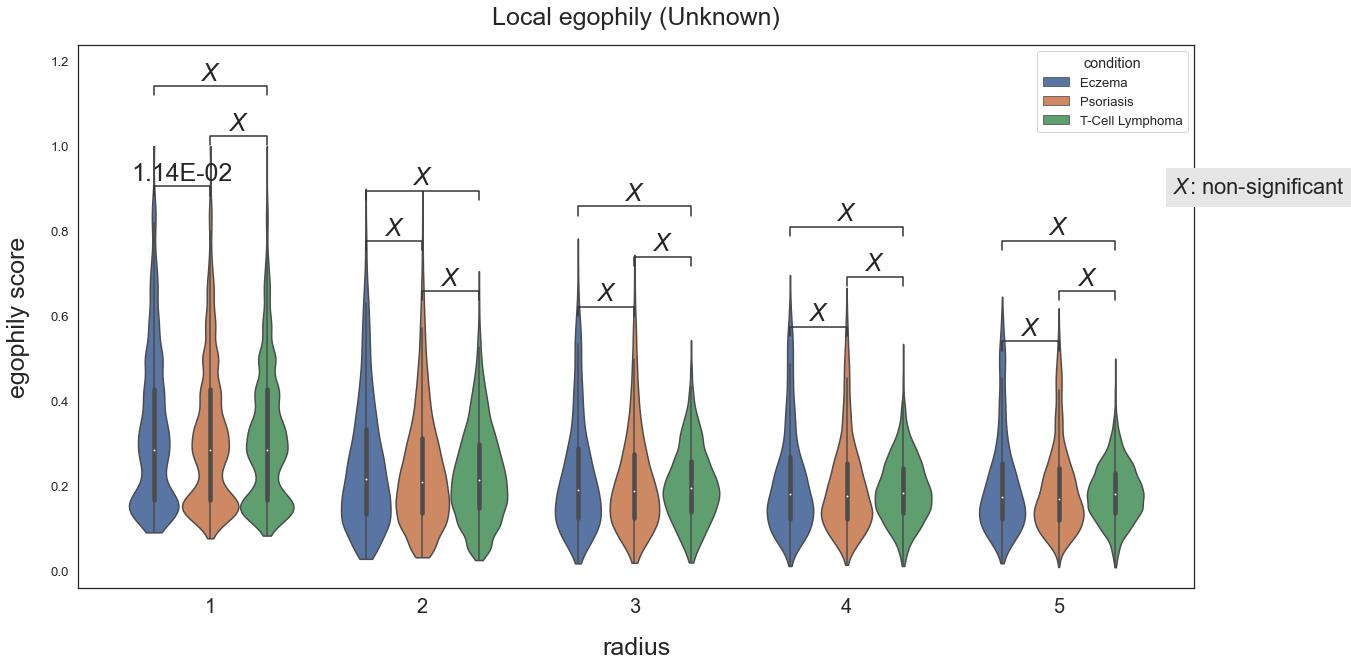 Local egophily (Unknown)
1.2
1.0
0.8
0.6
0.4
0.2
0.0
egophily score
condition
Eczema
Psoriasis
T-Cell Lymphoma
X: non-significant
X
X
1.14E-02
X
X
X
X
X
X
X
X
X
X
X
X
1
2
3
4
5
radius